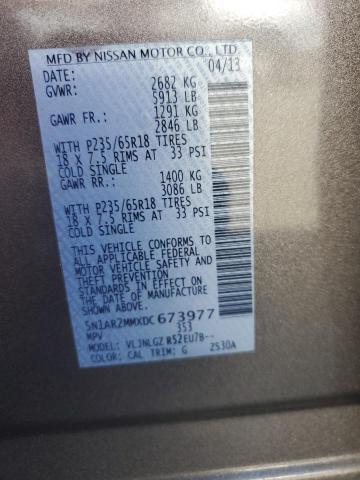 MFD BY NISSAN MOTOR CO., LTD.
DATE: 04/13
GVWR: 2682 KG
5913 LB
GAWR FR.: 1291 KG
2846 LB
WITH P235/65R18 TIRES
18 X 7.5 RIMS AT 33 PSI
COLD SINGLE
GAWR RR.: 1400 KG
3086 LB
WITH P235/65R18 TIRES
18 X 7.5 RIMS AT 33 PSI
COLD SINGLE
THIS VEHICLE CONFORMS TO
ALL APPLICABLE FEDERAL
MOTOR VEHICLE SAFETY AND
THEFT PREVENTION
STANDARDS IN EFFECT ON
THE DATE OF MANUFACTURE
SHOWN ABOVE.
5N1AR2MMXDC673977
MPV 353
MODEL: VLJNLGZ R52EU7B--
COLOR: CAL TRIM: G ZS30A